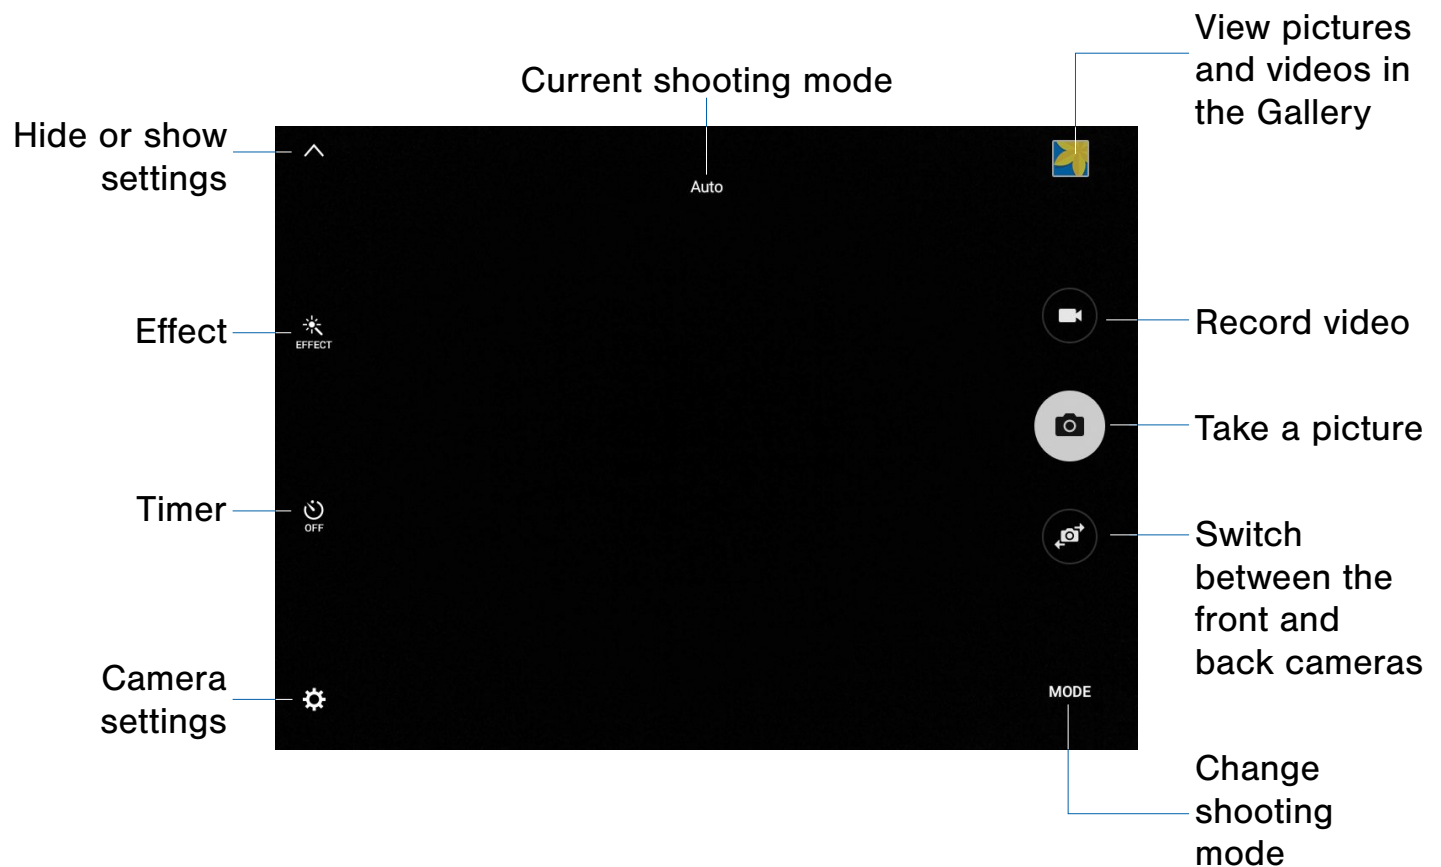 View pictures
and videos in
the Gallery
Current shooting mode
Hide or show
settings
Auto
Effect
EFFECT
Record video
Take a picture
Timer
OFF
Switch
between the
front and
back cameras
Camera
settings
MODE
Change
shooting
mode